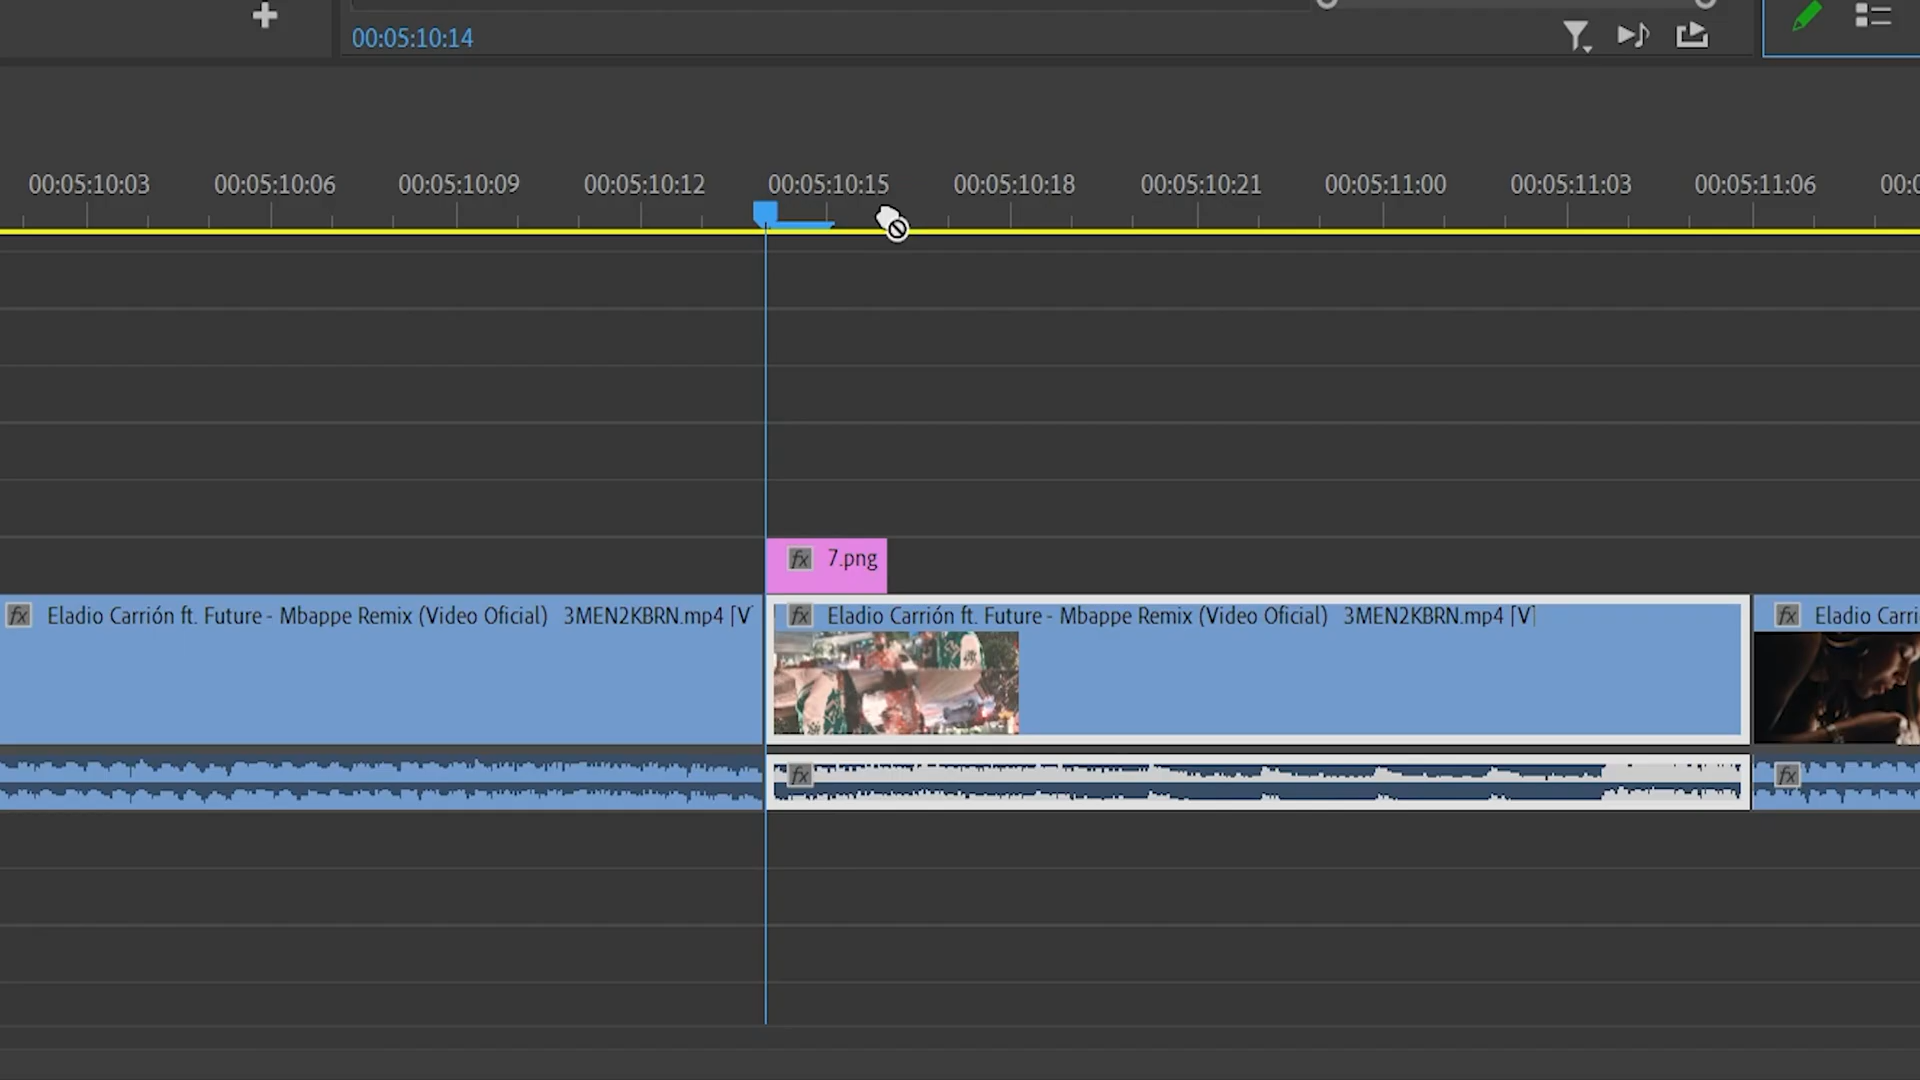 00:05:10:14
00:05:10:03 00:05:10:06 00:05:10:09 00:05:10:12 00:05:10:15 00:05:10:18 00:05:10:21 00:05:11:00 00:05:11:03 00:05:11:06 00:0
fx 7.png
fx Eladio Carrión ft. Future - Mbappe Remix (Video Oficial) 3MEN2KBRN.mp4 [V fx Eladio Carrión ft. Future - Mbappe Remix (Video Oficial) 3MEN2KBRN.mp4 [V] fx Eladio Carri
fx fx